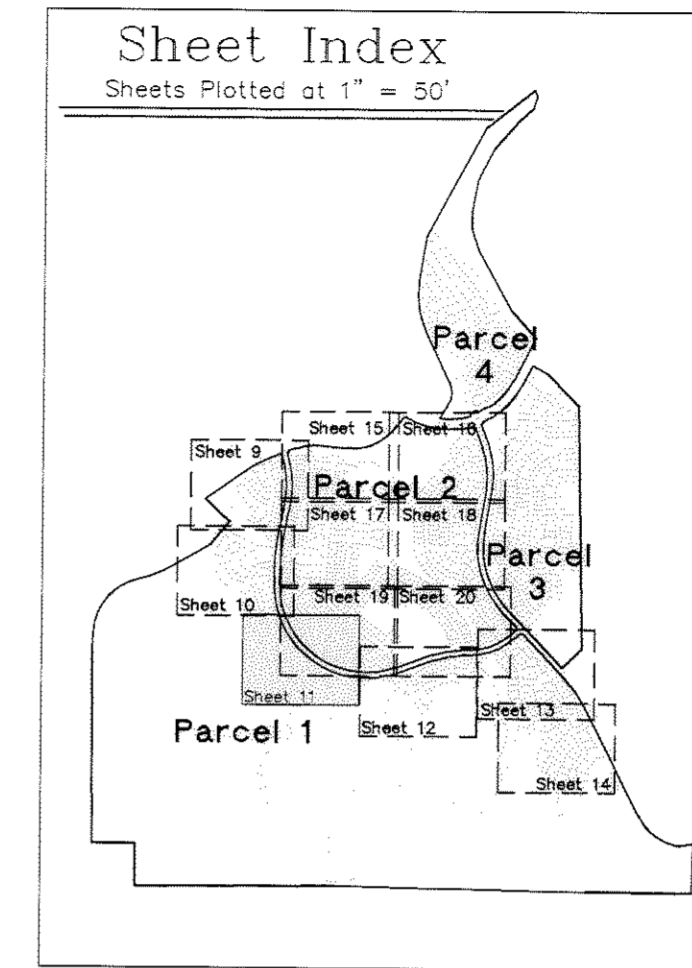 Sheet Index
Sheets Plotted at 1" = 50'
Parcel
4
Sheet 15
Sheet 16
Sheet 9
Parcel 2
Sheet 17
Sheet 18
Parcel
3
Sheet 19
Sheet 20
Sheet 10
Sheet 11
Sheet 13
Parcel 1
Sheet 12
Sheet 14